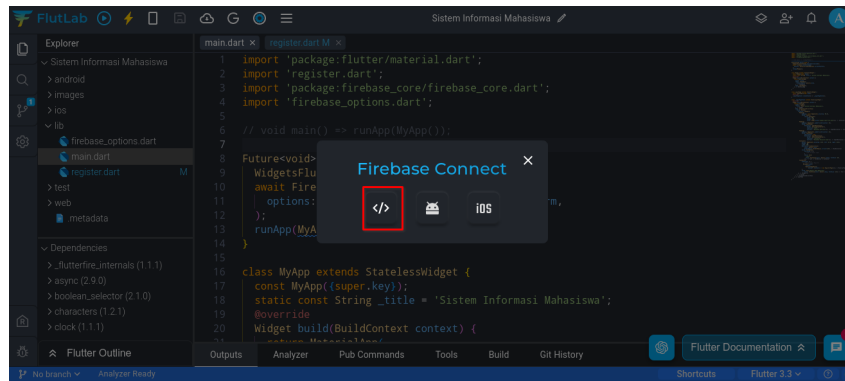 FlutLab
Sistem Informasi Mahasiswa
A
Explorer
main.dart ×
register.dart M ×
Sistem Informasi Mahasiswa
android
images
ios
lib
firebase_options.dart
main.dart
register.dart M
test
web
.metadata
Dependencies
_flutterfire_internals (1.1.1)
async (2.9.0)
boolean_selector (2.1.0)
characters (1.2.1)
clock (1.1.1)
Flutter Outline
1
1 import 'package:flutter/material.dart';
2 import 'register.dart';
3 import 'package:firebase_core/firebase_core.dart';
4 import 'firebase_options.dart';
5
6 // void main() => runApp(MyApp());
7
8 Future<void>
9 WidgetsFlu
10 await Fire
11 options: rm,
12 );
13 runApp(MyA
14 }
15
16 class MyApp extends StatelessWidget {
17 const MyApp({super.key});
18 static const String _title = 'Sistem Informasi Mahasiswa';
19 @override
20 Widget build(BuildContext context) {
Firebase Connect ×
</>
iOS
Outputs Analyzer Pub Commands Tools Build Git History
Flutter Documentation
No branch Analyzer Ready
Shortcuts Flutter 3.3